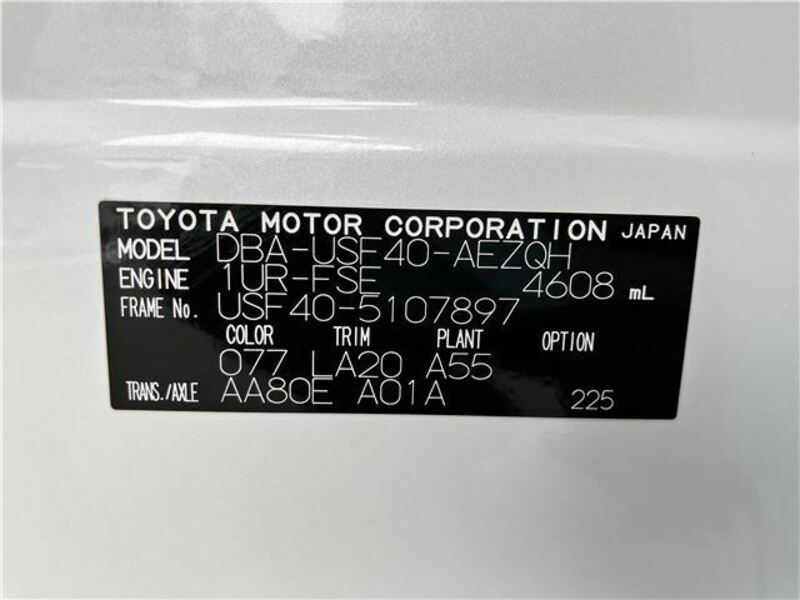 TOYOTA MOTOR CORPORATION JAPAN
MODEL DBA-USF40-AEZQH
ENGINE 1UR-FSE 4608 mL
FRAME No. USF40-5107897
COLOR TRIM PLANT OPTION
077 LA20 A55
TRANS./AXLE AA80E A01A 225